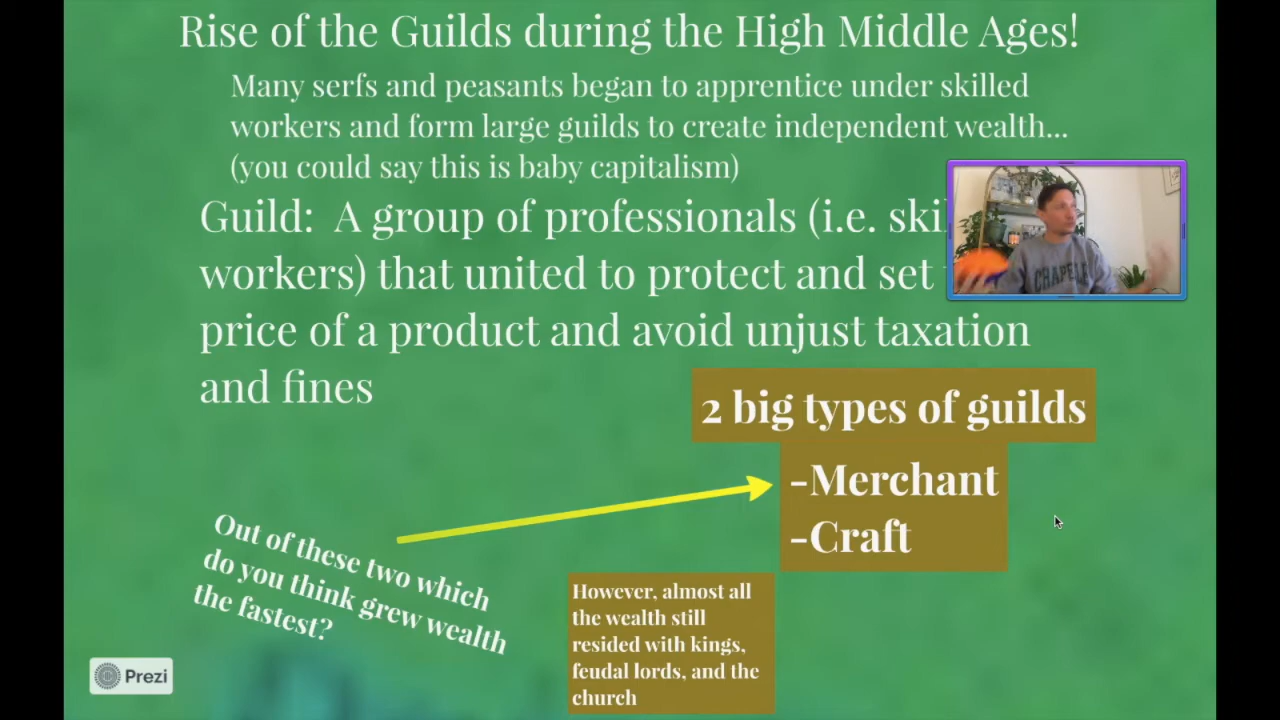 Rise of the Guilds during the High Middle Ages!
Many serfs and peasants began to apprentice under skilled
workers and form large guilds to create independent wealth...
(you could say this is baby capitalism)
Guild:  A group of professionals (i.e.
workers) that united to protect and set
price of a product and avoid unjust taxation
and fines
2 big types of guilds
-Merchant
-Craft
Out of these two which
do you think grew wealth
the fastest?
However, almost all
the wealth still
resided with kings,
feudal lords, and the
church
Prezi